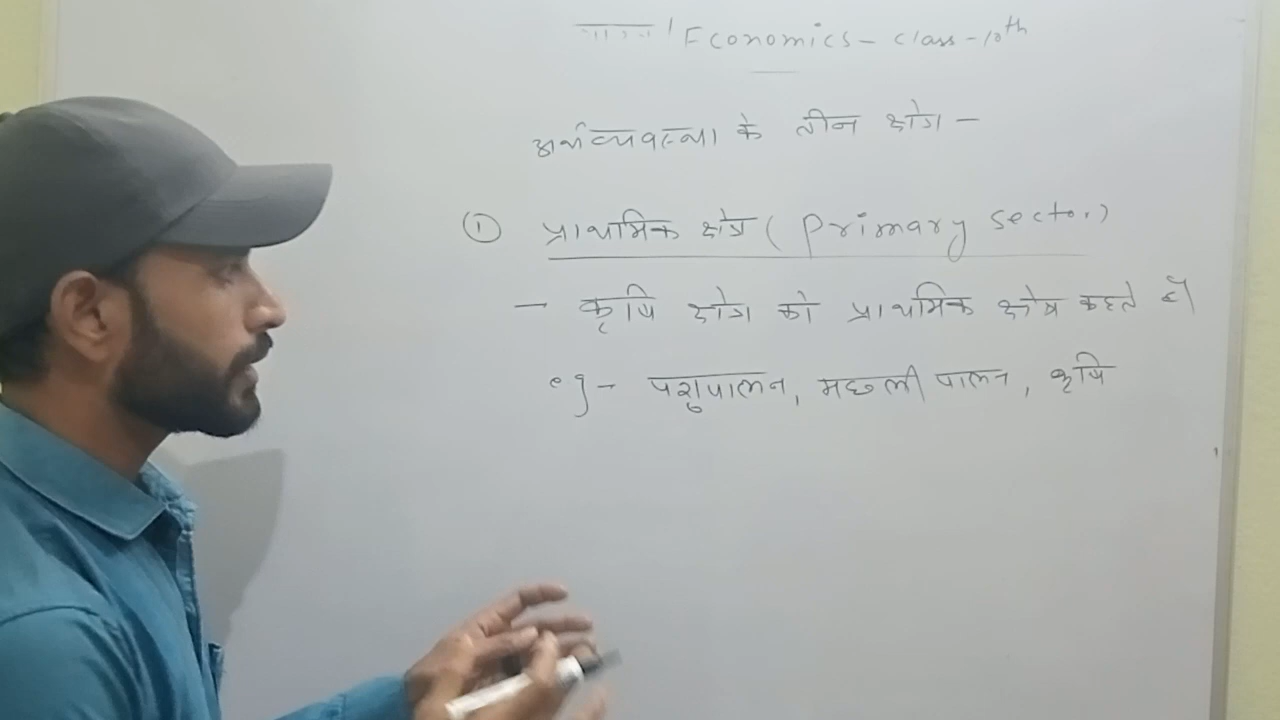 Economics - Class-10th
अर्थव्यवस्था के तीन क्षेत्र -
① प्राथमिक क्षेत्र ( Primary Sector)
- कृषि क्षेत्र को प्राथमिक क्षेत्र कहते हैं
eg - पशुपालन, मछली पालन, कृषि